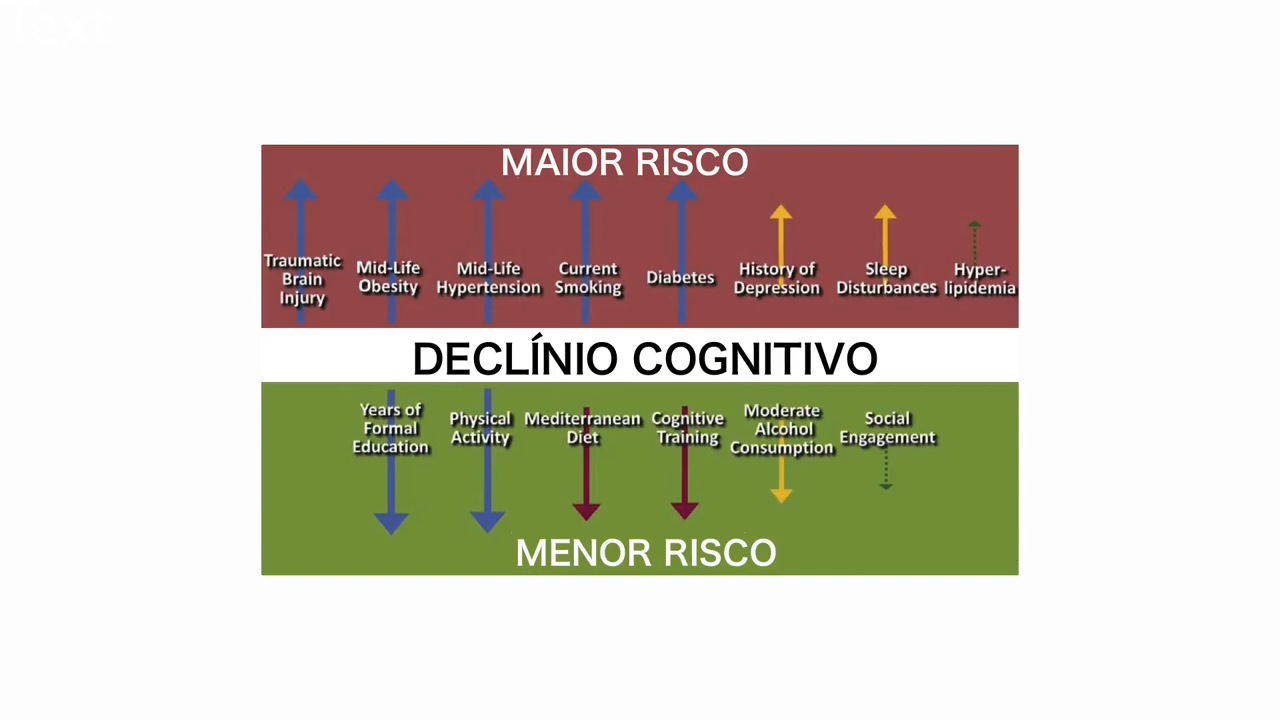 Text
MAIOR RISCO
Traumatic
Brain
Injury
Mid-Life
Obesity
Mid-Life
Hypertension
Current
Smoking
Diabetes
History of
Depression
Sleep
Disturbances
Hyper-
lipidemia
DECLÍNIO COGNITIVO
Years of
Formal
Education
Physical
Activity
Mediterranean
Diet
Cognitive
Training
Moderate
Alcohol
Consumption
Social
Engagement
MENOR RISCO